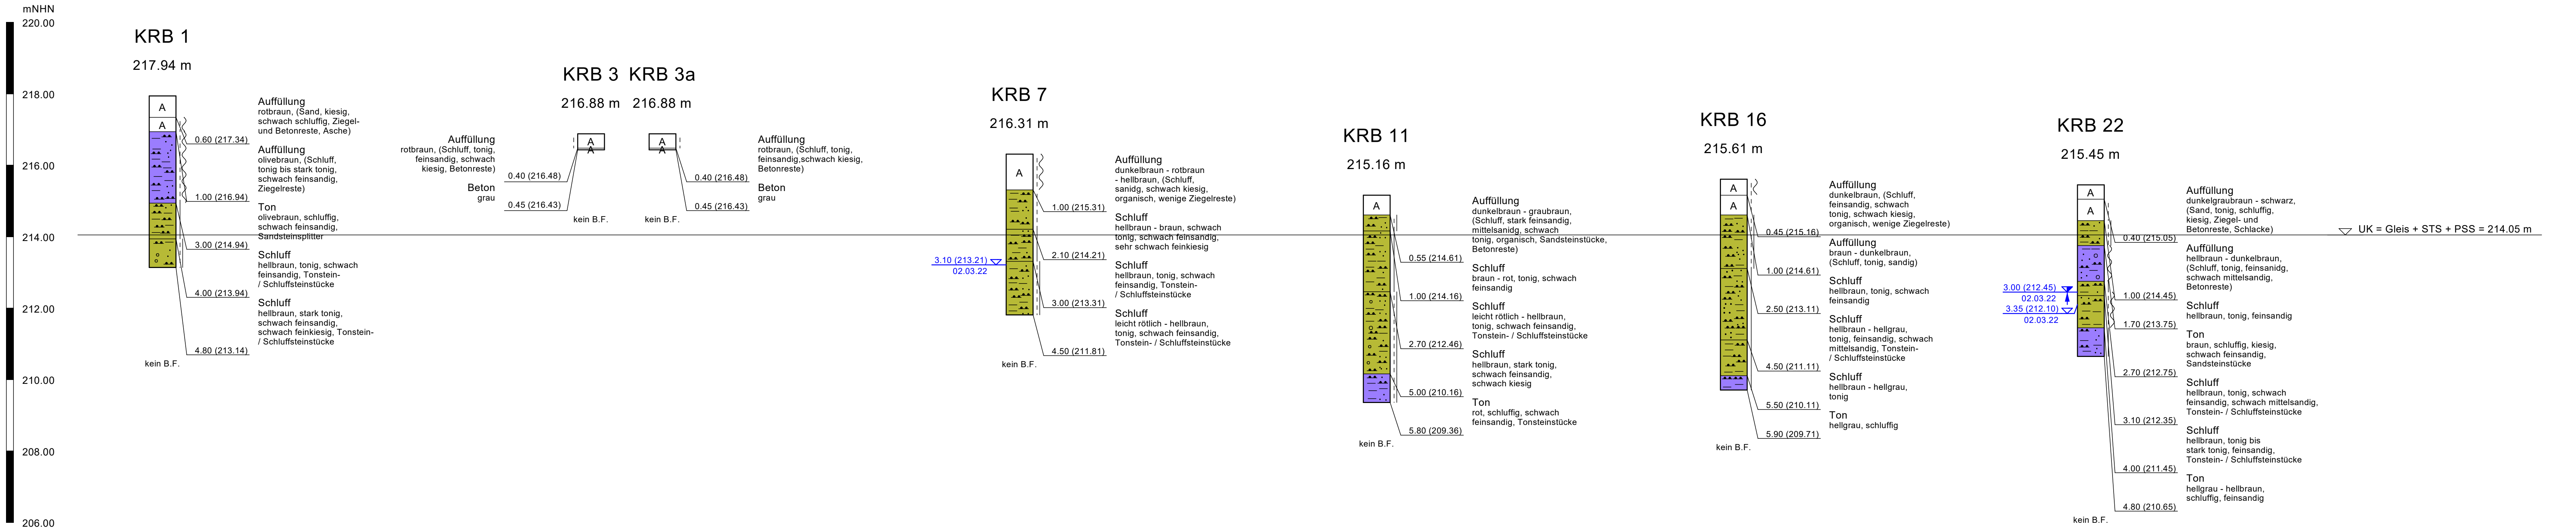 mNHN
220.00
218.00
216.00
214.00
212.00
210.00
208.00
206.00
KRB 1
217.94 m
A
A
0.60 (217.34)
1.00 (216.94)
3.00 (214.94)
4.00 (213.94)
4.80 (213.14)
kein B.F.
Auffüllung
rotbraun, (Sand, kiesig,
schwach schluffig, Ziegel-
und Betonreste, Asche)
Auffüllung
olivebraun, (Schluff,
tonig bis stark tonig,
schwach feinsandig,
Ziegelreste)
Ton
olivebraun, schluffig,
schwach feinsandig,
Sandsteinsplitter
Schluff
hellbraun, tonig, schwach
feinsandig, Tonstein-
/ Schluffsteinstücke
Schluff
hellbraun, stark tonig,
schwach feinsandig,
schwach feinkiesig, Tonstein-
/ Schluffsteinstücke
KRB 3
216.88 m
Auffüllung
rotbraun, (Schluff, tonig,
feinsandig, schwach
kiesig, Betonreste)
Beton
grau
A
A
0.40 (216.48)
0.45 (216.43)
kein B.F.
KRB 3a
216.88 m
A
A
0.40 (216.48)
0.45 (216.43)
kein B.F.
Auffüllung
rotbraun, (Schluff, tonig,
feinsandig,schwach kiesig,
Betonreste)
Beton
grau
KRB 7
216.31 m
A
3.10 (213.21)
02.03.22
1.00 (215.31)
2.10 (214.21)
3.00 (213.31)
4.50 (211.81)
kein B.F.
Auffüllung
dunkelbraun - rotbraun
- hellbraun, (Schluff,
sanidg, schwach kiesig,
organisch, wenige Ziegelreste)
Schluff
hellbraun - braun, schwach
tonig, schwach feinsandig,
sehr schwach feinkiesig
Schluff
hellbraun, tonig, schwach
feinsandig, Tonstein-
/ Schluffsteinstücke
Schluff
leicht rötlich - hellbraun,
tonig, schwach feinsandig,
Tonstein- / Schluffsteinstücke
KRB 11
215.16 m
A
0.55 (214.61)
1.00 (214.16)
2.70 (212.46)
5.00 (210.16)
5.80 (209.36)
kein B.F.
Auffüllung
dunkelbraun - graubraun,
(Schluff, stark feinsandig,
mittelsanidg, schwach
tonig, organisch, Sandsteinstücke,
Betonreste)
Schluff
braun - rot, tonig, schwach
feinsandig
Schluff
leicht rötlich - hellbraun,
tonig, schwach feinsandig,
Tonstein- / Schluffsteinstücke
Schluff
hellbraun, stark tonig,
schwach feinsandig,
schwach kiesig
Ton
rot, schluffig, schwach
feinsandig, Tonsteinstücke
KRB 16
215.61 m
A
A
0.45 (215.16)
1.00 (214.61)
2.50 (213.11)
4.50 (211.11)
5.50 (210.11)
5.90 (209.71)
kein B.F.
Auffüllung
dunkelbraun, (Schluff,
feinsandig, schwach
tonig, schwach kiesig,
organisch, wenige Ziegelreste)
Auffüllung
braun - dunkelbraun,
(Schluff, tonig, sandig)
Schluff
hellbraun, tonig, schwach
feinsandig
Schluff
hellbraun - hellgrau,
tonig, feinsandig, schwach
mittelsandig, Tonstein-
/ Schluffsteinstücke
Schluff
hellbraun - hellgrau,
tonig
Ton
hellgrau, schluffig
KRB 22
215.45 m
A
A
3.00 (212.45)
02.03.22
3.35 (212.10)
02.03.22
0.40 (215.05)
1.00 (214.45)
1.70 (213.75)
2.70 (212.75)
3.10 (212.35)
4.00 (211.45)
4.80 (210.65)
kein B.F.
Auffüllung
dunkelgraubraun - schwarz,
(Sand, tonig, schluffig,
kiesig, Ziegel- und
Betonreste, Schlacke)
Auffüllung
hellbraun - dunkelbraun,
(Schluff, tonig, feinsanidg,
schwach mittelsandig,
Betonreste)
Schluff
hellbraun, tonig, feinsandig
Ton
braun, schluffig, kiesig,
schwach feinsandig,
Sandsteinstücke
Schluff
hellbraun, tonig, schwach
feinsandig, schwach mittelsandig,
Tonstein- / Schluffsteinstücke
Schluff
hellbraun, tonig bis
stark tonig, feinsandig,
Tonstein- / Schluffsteinstücke
Ton
hellgrau - hellbraun,
schluffig, feinsandig
UK = Gleis + STS + PSS = 214.05 m